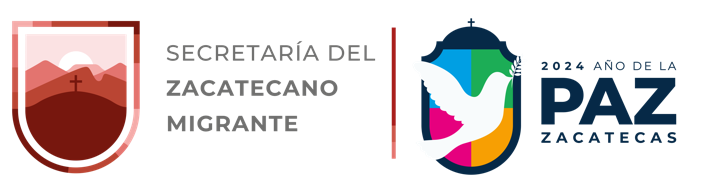 SECRETARÍA DEL
ZACATECANO
MIGRANTE
2024 AÑO DE LA
PAZ
ZACATECAS